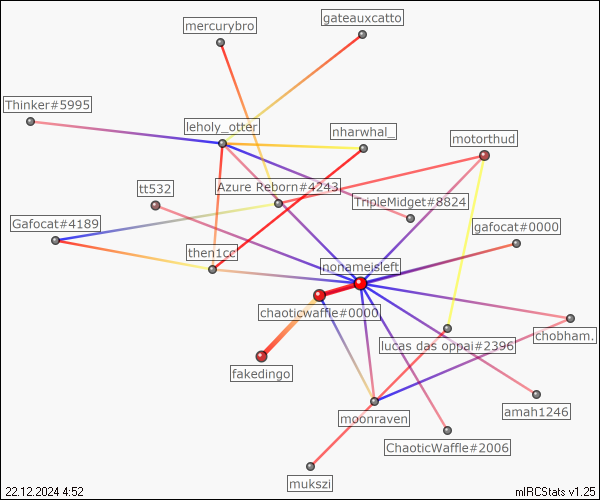 gateauxcatto
mercurybro
Thinker#5995
leholy_otter
nharwhal_
motorthud
tt532
Azure Reborn#4243
TripleMidget#8824
Gafocat#4189
gafocat#0000
then1cc
nonameisleft
chaoticwaffle#0000
chobham.
lucas das oppai#2396
fakedingo
moonraven
amah1246
ChaoticWaffle#2006
mukszi
22.12.2024 4:52
mIRCStats v1.25